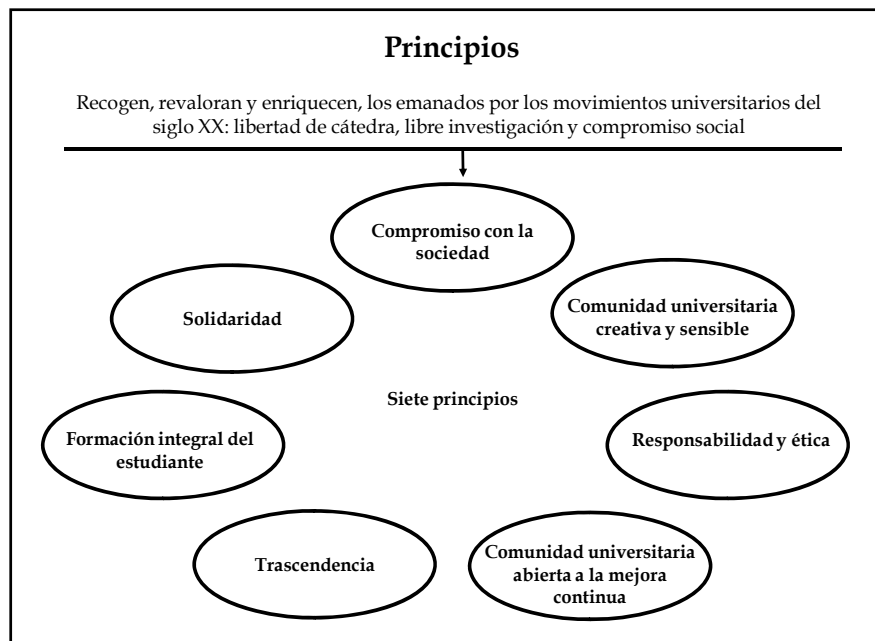 Principios
Recogen, revaloran y enriquecen, los emanados por los movimientos universitarios del
siglo XX: libertad de cátedra, libre investigación y compromiso social
Compromiso con la
sociedad
Comunidad universitaria
creativa y sensible
Solidaridad
Siete principios
Formación integral del
estudiante
Responsabilidad y ética
Trascendencia
Comunidad universitaria
abierta a la mejora
continua